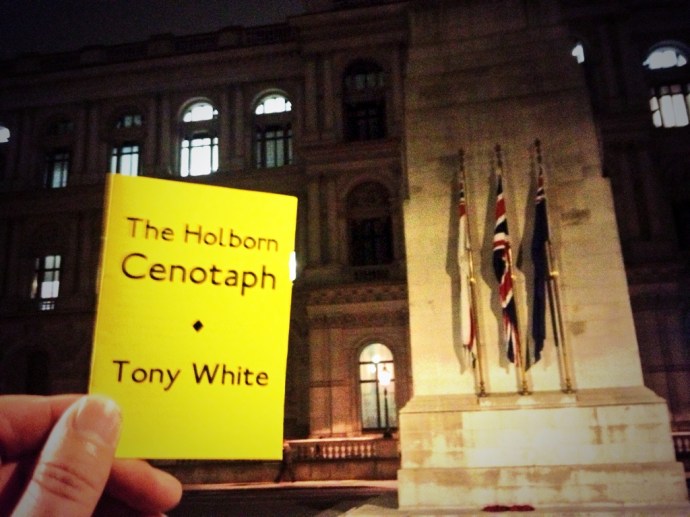 The Holborn
Cenotaph
Tony White